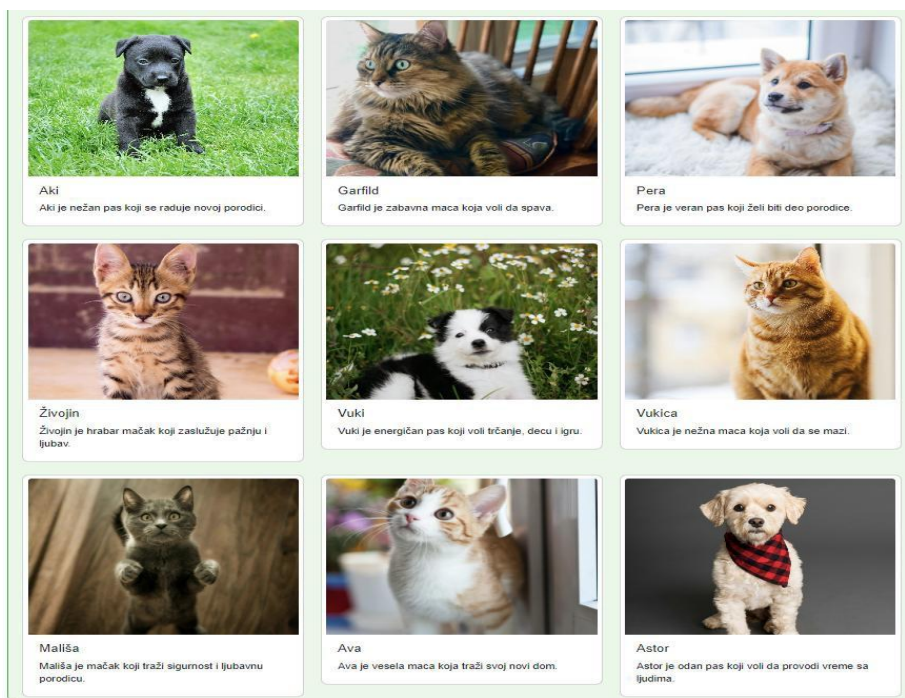 Aki
Aki je nežan pas koji se raduje novoj porodici.
Garfild
Garfild je zabavna maca koja voli da spava.
Pera
Pera je veran pas koji želi biti deo porodice.
Živojin
Živojin je hrabar mačak koji zaslužuje pažnju i
ljubav.
Vuki
Vuki je energičan pas koji voli trčanje, decu i igru.
Vukica
Vukica je nežna maca koja voli da se mazi.
Mališa
Mališa je mačak koji traži sigurnost i ljubavnu
porodicu.
Ava
Ava je vesela maca koja traži svoj novi dom.
Astor
Astor je odan pas koji voli da provodi vreme sa
ljudima.